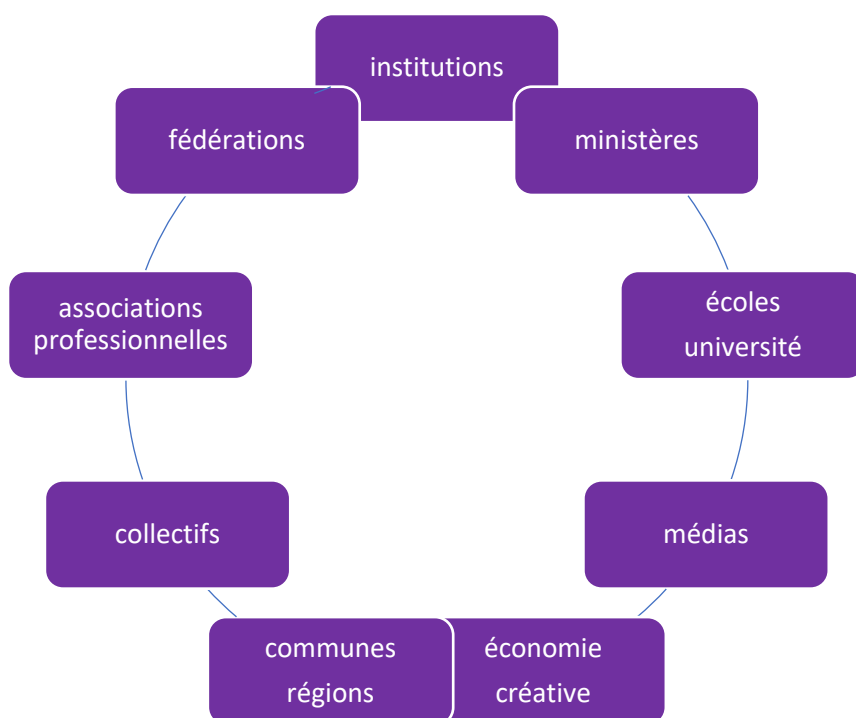 institutions
ministères
écoles
université
médias
économie
créative
communes
régions
collectifs
associations
professionnelles
fédérations